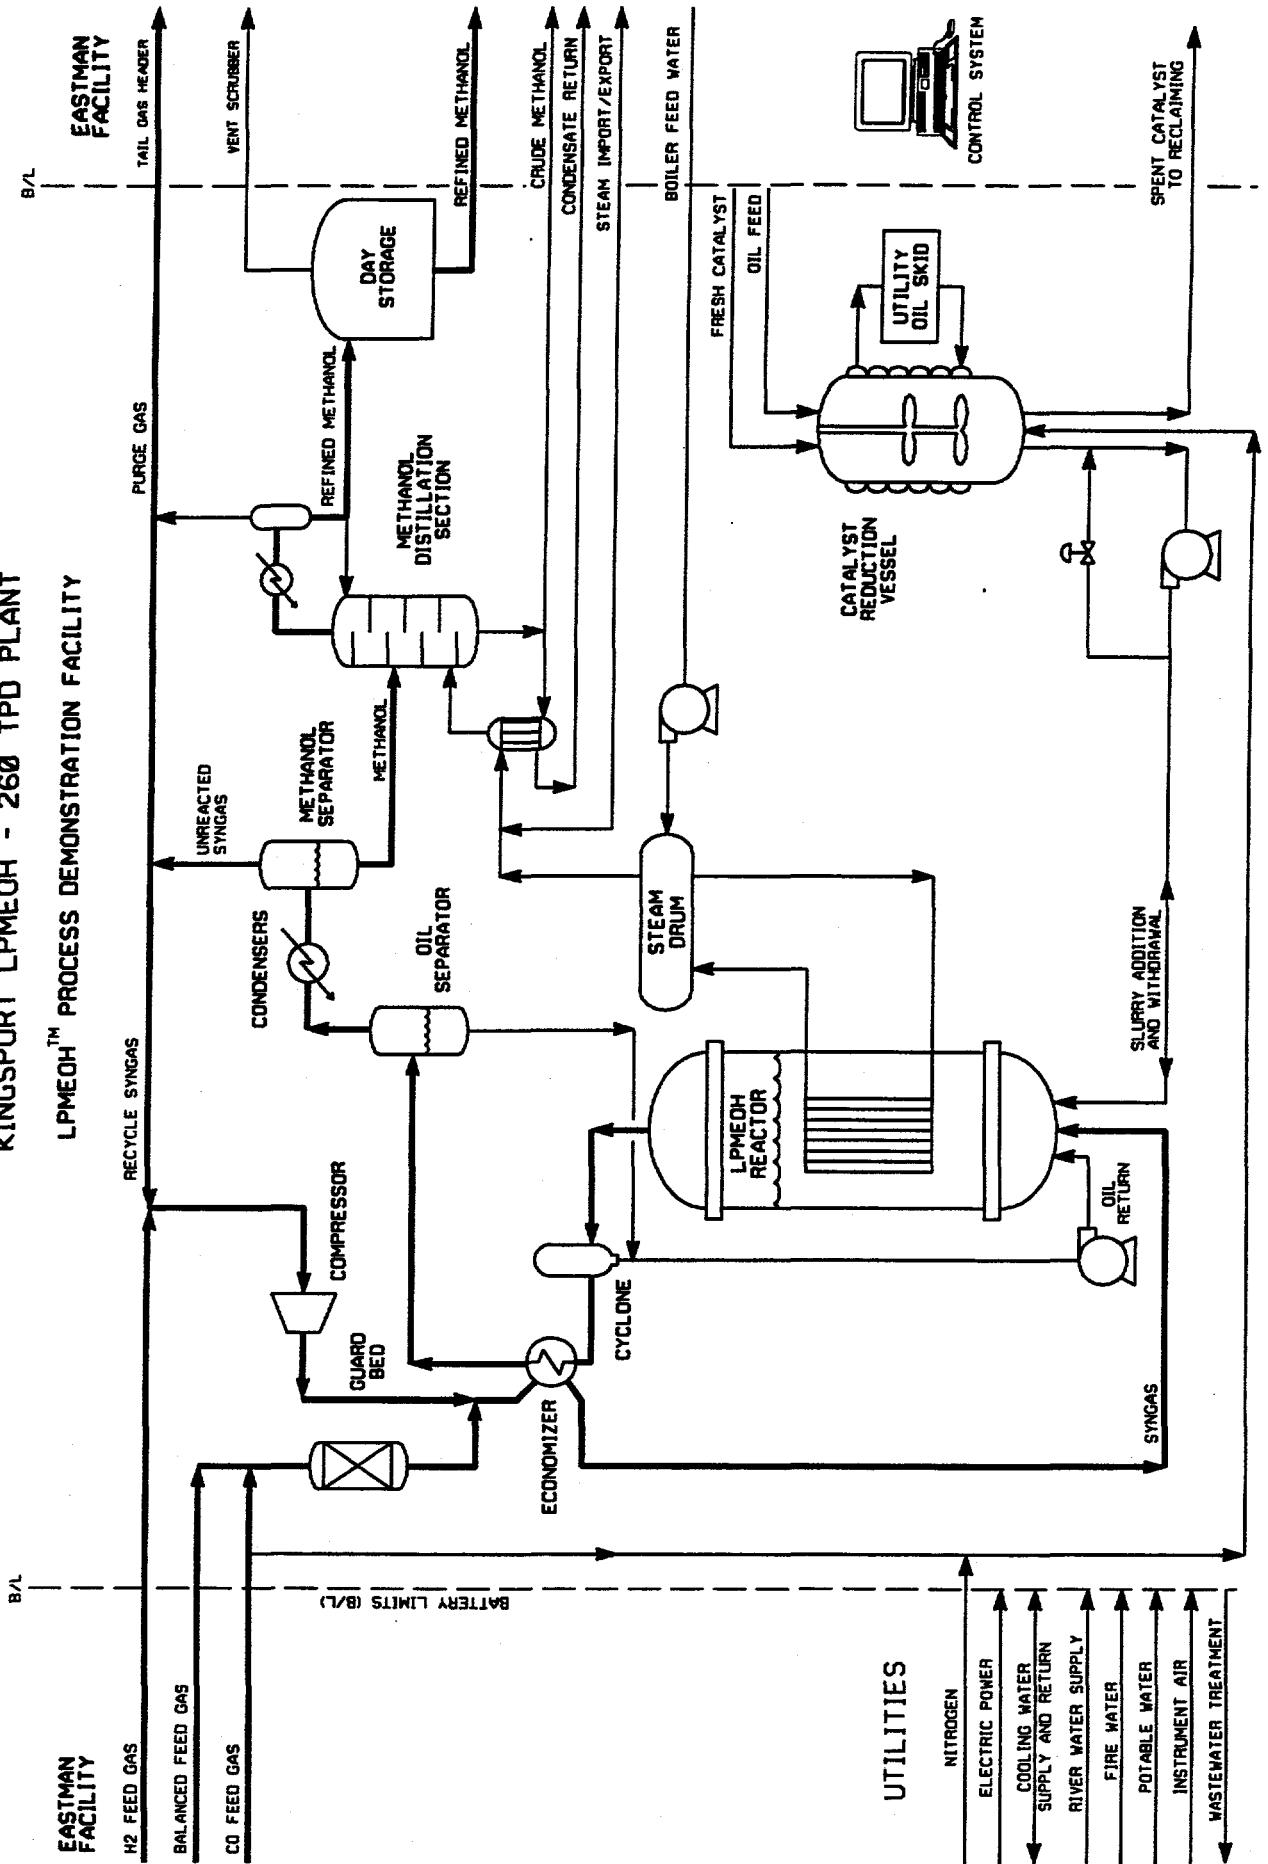 KINGSPORT LPMEOH - 260 TPD PLANT
LPMEOH™ PROCESS DEMONSTRATION FACILITY
EASTMAN
FACILITY
B/L
B/L
EASTMAN
FACILITY
H2 FEED GAS
BALANCED FEED GAS
CO FEED GAS
BATTERY LIMITS (B/L)
RECYCLE SYNGAS
PURGE GAS
TAIL GAS HEADER
VENT SCRUBBER
REFINED METHANOL
CRUDE METHANOL
CONDENSATE RETURN
STEAM IMPORT/EXPORT
BOILER FEED WATER
COMPRESSOR
GUARD
BED
ECONOMIZER
CYCLONE
CONDENSERS
OIL
SEPARATOR
UNREACTED
SYNGAS
METHANOL
SEPARATOR
METHANOL
METHANOL
DISTILLATION
SECTION
REFINED METHANOL
DAY
STORAGE
STEAM
DRUM
LPMEOH
REACTOR
OIL
RETURN
SYNGAS
SLURRY ADDITION
AND WITHDRAWAL
FRESH CATALYST
OIL FEED
UTILITY
OIL SKID
CATALYST
REDUCTION
VESSEL
CONTROL SYSTEM
SPENT CATALYST
TO RECLAIMING
UTILITIES
NITROGEN
ELECTRIC POWER
COOLING WATER
SUPPLY AND RETURN
RIVER WATER SUPPLY
FIRE WATER
POTABLE WATER
INSTRUMENT AIR
WASTEWATER TREATMENT